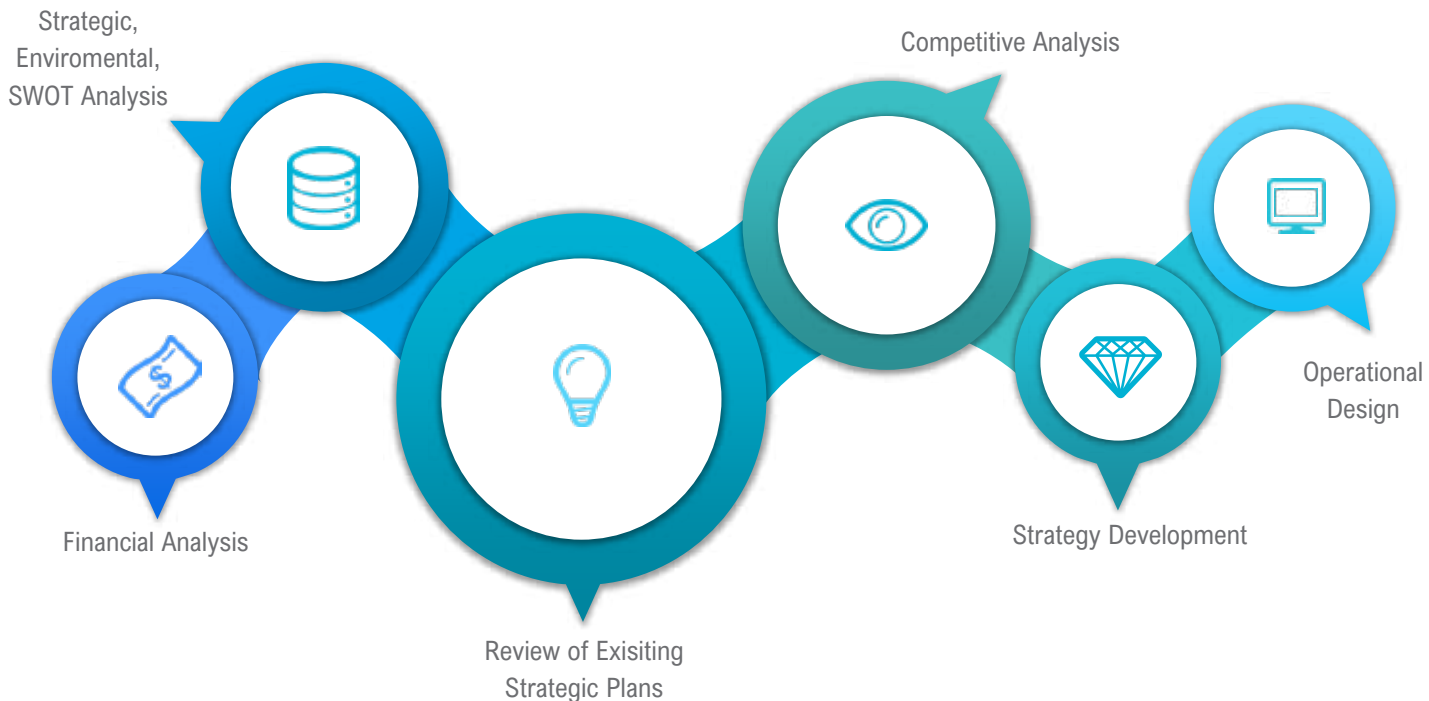 Strategic,
Enviromental,
SWOT Analysis
Competitive Analysis
Operational
Design
Financial Analysis
Strategy Development
Review of Exisiting
Strategic Plans
$